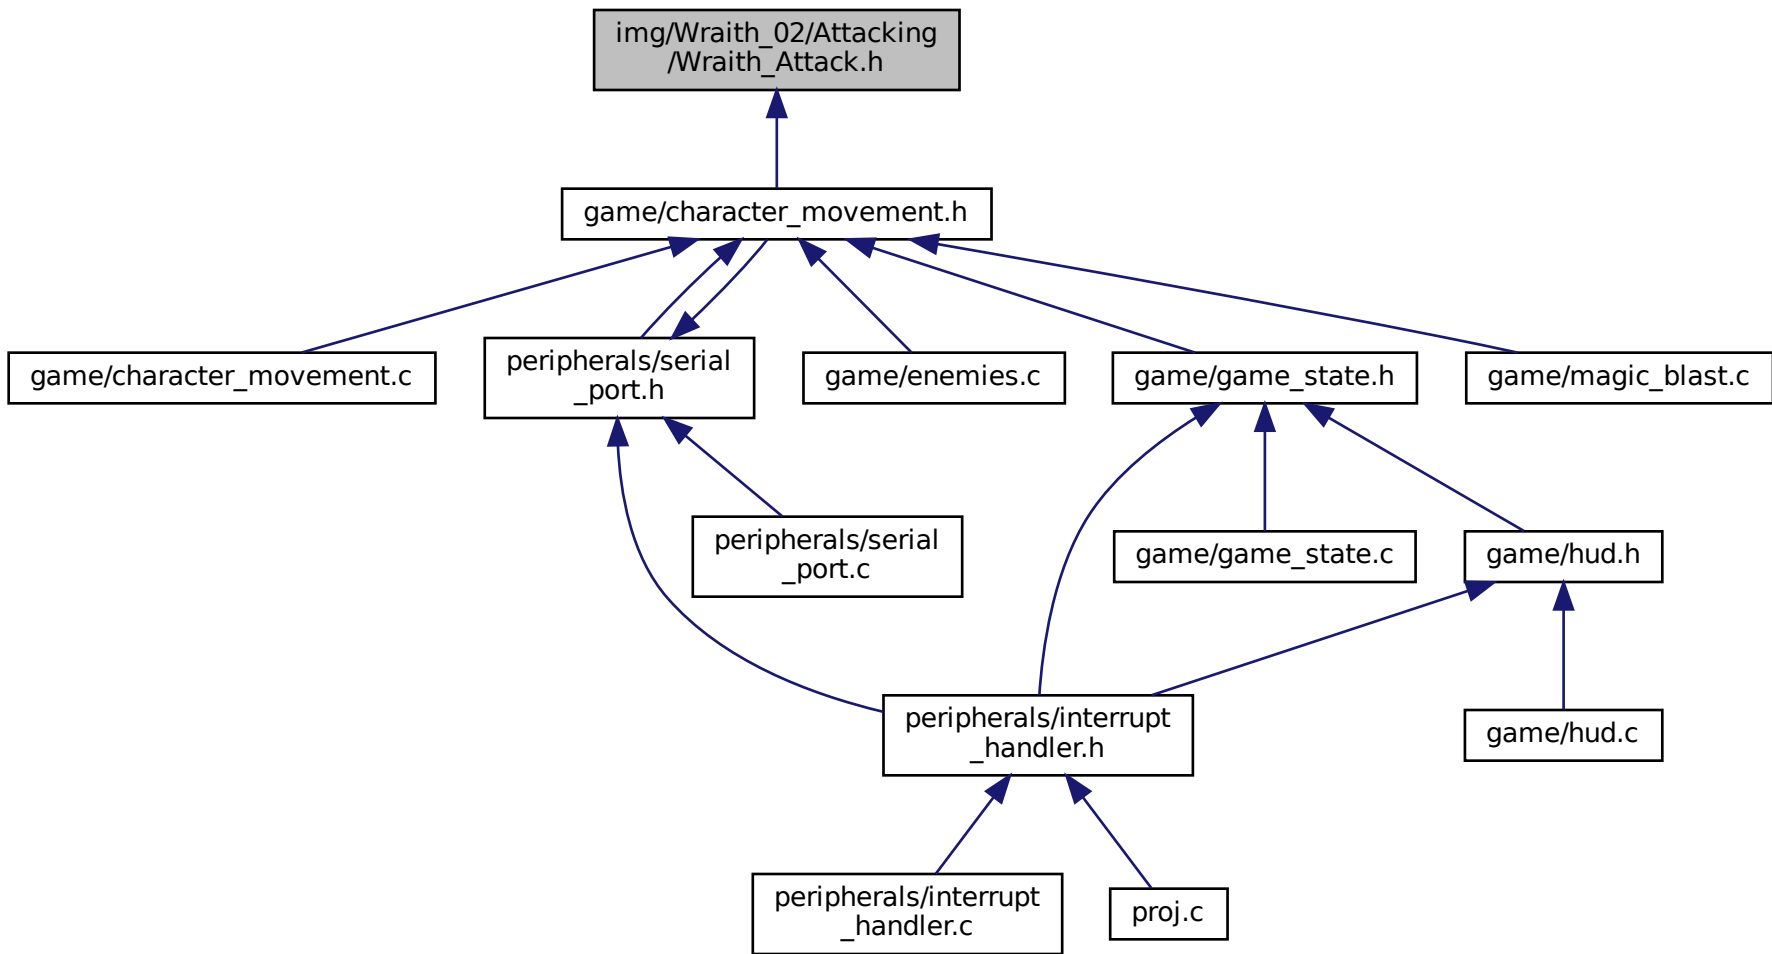 img/Wraith_02/Attacking
/Wraith_Attack.h
game/character_movement.h
game/character_movement.c
peripherals/serial
_port.h
game/enemies.c
game/game_state.h
game/magic_blast.c
peripherals/serial
_port.c
game/game_state.c
game/hud.h
peripherals/interrupt
_handler.h
game/hud.c
peripherals/interrupt
_handler.c
proj.c